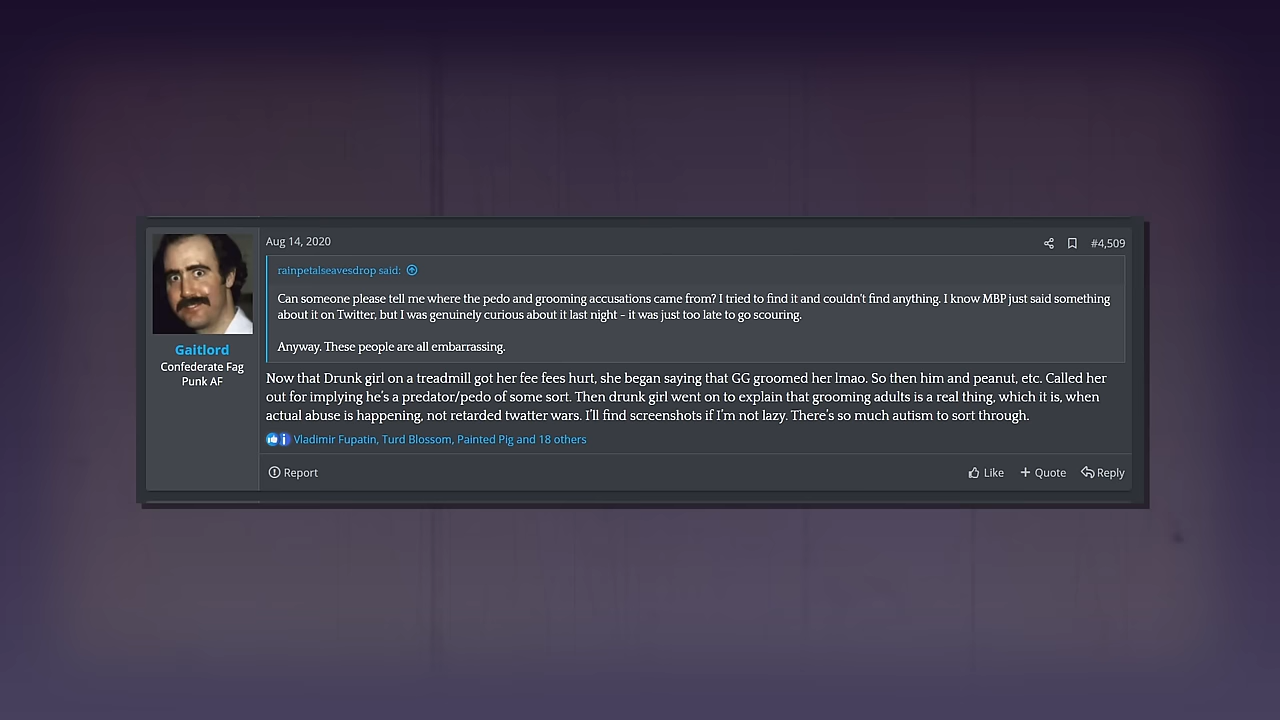 Aug 14, 2020
#4,509
rainpetalseavesdrop said:
Can someone please tell me where the pedo and grooming accusations came from? I tried to find it and couldn't find anything. I know MBP just said something
about it on Twitter, but I was genuinely curious about it last night – it was just too late to go scouring.
Anyway. These people are all embarrassing.
Gaitlord
Confederate Fag
Punk AF
Now that Drunk girl on a treadmill got her fee fees hurt, she began saying that GG groomed her lmao. So then him and peanut, etc. Called her
out for implying he's a predator/pedo of some sort. Then drunk girl went on to explain that grooming adults is a real thing, which it is, when
actual abuse is happening, not retarded twatter wars. I'll find screenshots if I'm not lazy. There's so much autism to sort through.
Vladimir Fupatin, Turd Blossom, Painted Pig and 18 others
Report
Like
Quote
Reply